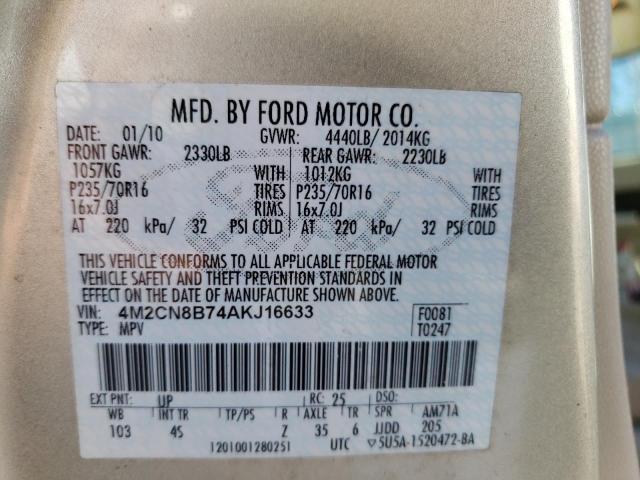 MFD. BY FORD MOTOR CO.
DATE: 01/10 GVWR: 4440LB/ 2014KG
FRONT GAWR: 2330LB REAR GAWR: 2230LB
1057KG WITH 1012KG WITH
P235/70R16 TIRES P235/70R16 TIRES
16x7.0J RIMS 16x7.0J RIMS
AT 220 kPa/ 32 PSI COLD AT 220 kPa/ 32 PSI COLD
THIS VEHICLE CONFORMS TO ALL APPLICABLE FEDERAL MOTOR
VEHICLE SAFETY AND THEFT PREVENTION STANDARDS IN
EFFECT ON THE DATE OF MANUFACTURE SHOWN ABOVE.
VIN: 4M2CN8B74AKJ16633 F0081
TYPE: MPV T0247
EXT PNT: UP RC: 25 DSO:
WB INT TR TP/PS R AXLE TR SPR AM71A
103 4S Z 35 6 JJDD 205
1201001280251 UTC ▽5U5A-1520472-BA